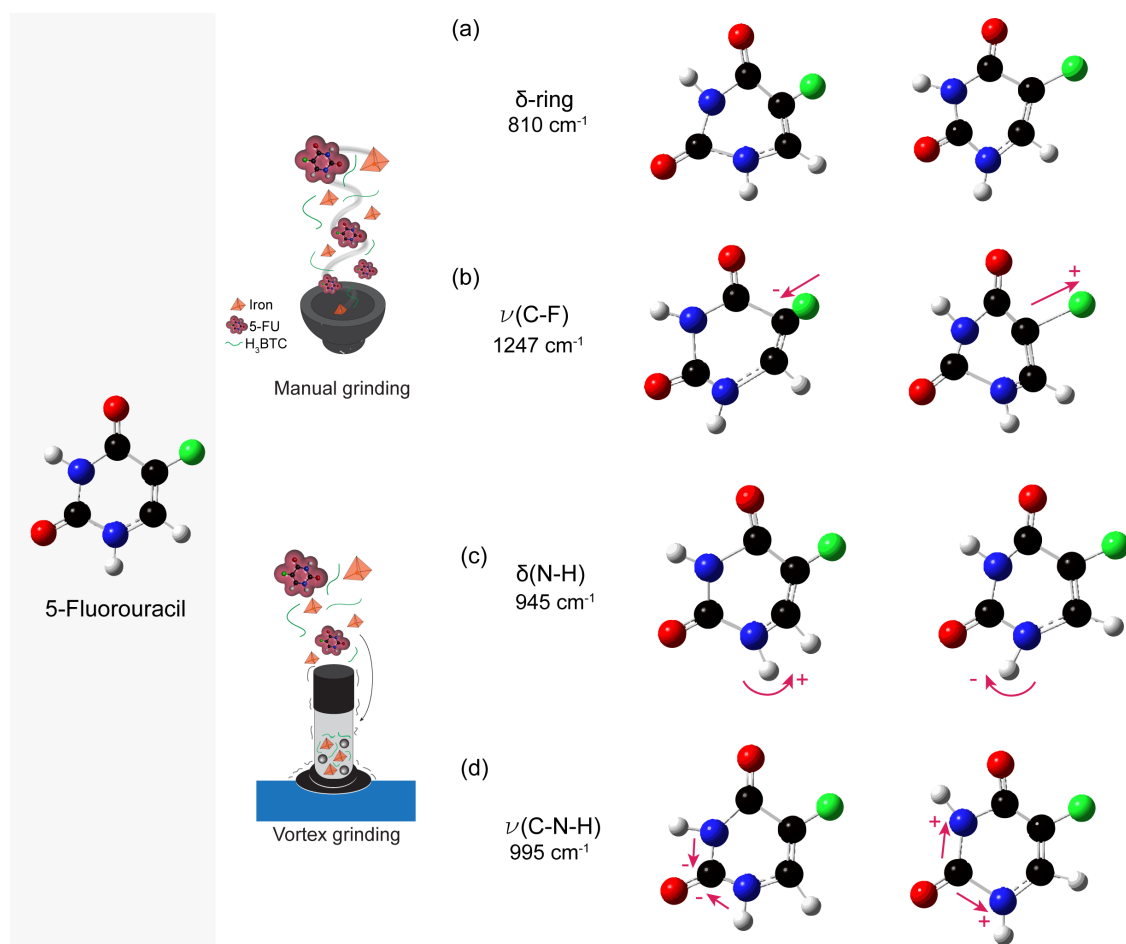 5-Fluorouracil
Iron
5-FU
H₃BTC
Manual grinding
Vortex grinding
(a)
δ-ring
810 cm⁻¹
(b)
ν(C-F)
1247 cm⁻¹
-
+
(c)
δ(N-H)
945 cm⁻¹
+
-
(d)
ν(C-N-H)
995 cm⁻¹
-
-
+
+